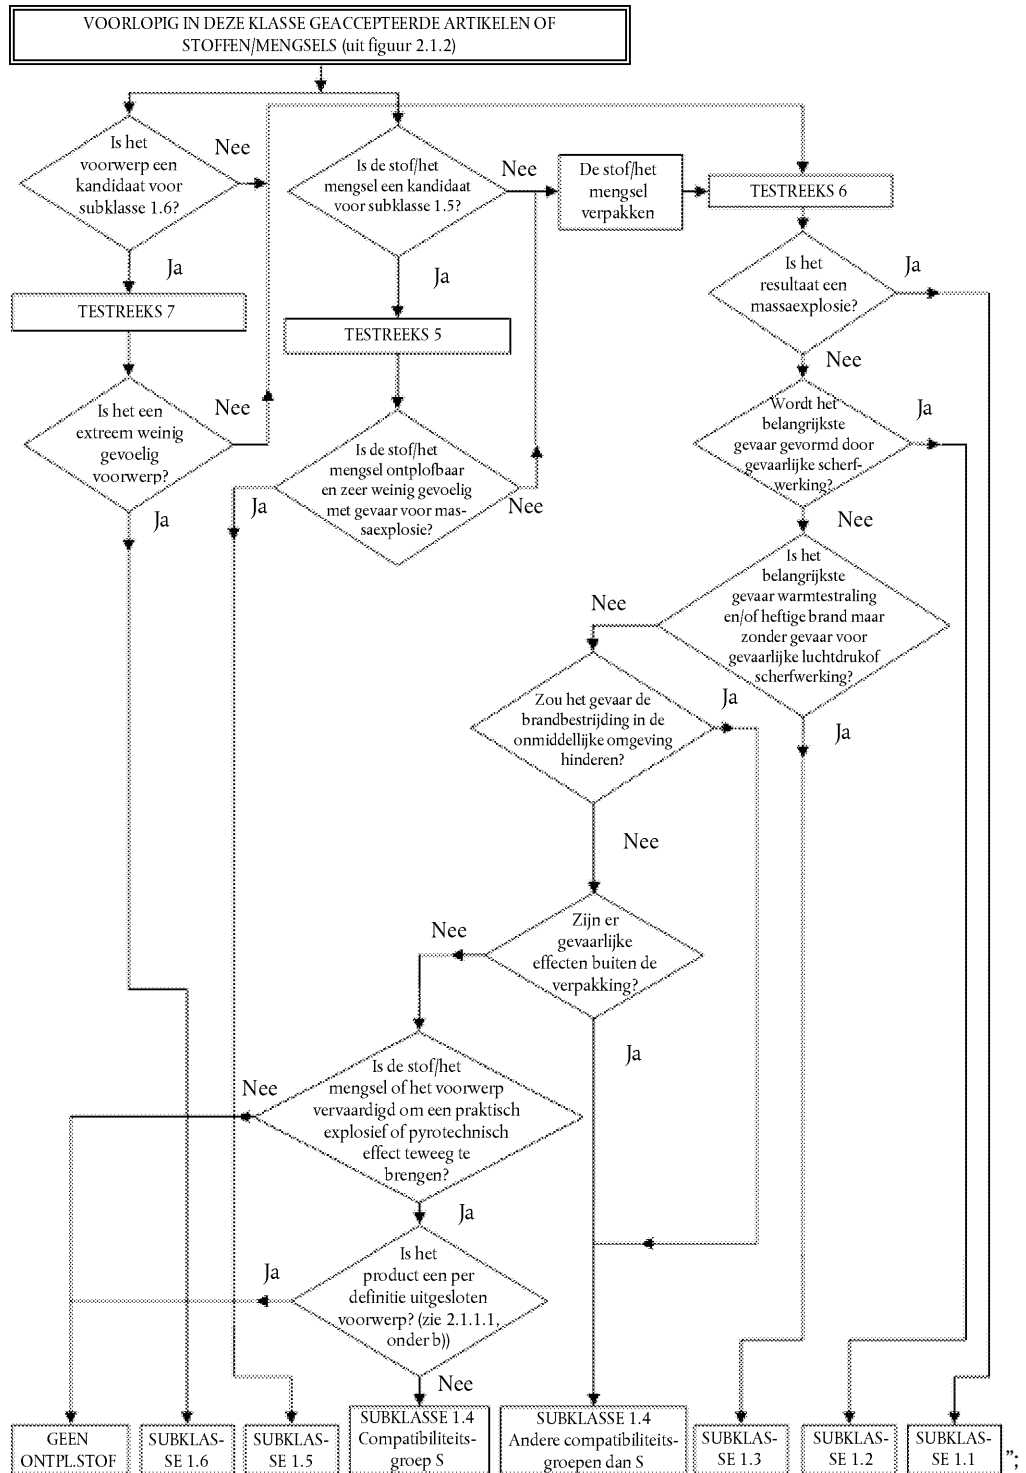 VOORLOPIG IN DEZE KLASSE GEACCEPTEERDE ARTIKELEN OF
STOFFEN/MENGSELS (uit figuur 2.1.2)
Is het
voorwerp een
kandidaat voor
subklasse 1.6?
Nee
Ja
Is de stof/het
mengsel een kandidaat
voor subklasse 1.5?
Nee
Ja
De stof/het
mengsel
verpakken
TESTREEKS 6
Is het
resultaat een
massaexplosie?
Ja
Nee
TESTREEKS 7
TESTREEKS 5
Is het een
extreem weinig
gevoelig
voorwerp?
Nee
Ja
Is de stof/het
mengsel ontplofbaar
en zeer weinig gevoelig
met gevaar voor mas-
saexplosie?
Ja
Nee
Wordt het
belangrijkste
gevaar gevormd door
gevaarlijke scherf-
werking?
Ja
Nee
Is het
belangrijkste
gevaar warmtestraling
en/of heftige brand maar
zonder gevaar voor
gevaarlijke luchtdrukof
scherfwerking?
Nee
Ja
Zou het gevaar de
brandbestrijding in de
onmiddellijke omgeving
hinderen?
Ja
Nee
Zijn er
gevaarlijke
effecten buiten de
verpakking?
Nee
Ja
Is de stof/het
mengsel of het voorwerp
vervaardigd om een praktisch
explosief of pyrotechnisch
effect teweeg te
brengen?
Nee
Ja
Is het
product een per
definitie uitgesloten
voorwerp? (zie 2.1.1.1,
onder b))
Ja
Nee
GEEN
ONTPL.STOF
SUBKLAS-
SE 1.6
SUBKLAS-
SE 1.5
SUBKLASSE 1.4
Compatibiliteits-
groep S
SUBKLASSE 1.4
Andere compatibiliteits-
groepen dan S
SUBKLAS-
SE 1.3
SUBKLAS-
SE 1.2
SUBKLAS-
SE 1.1
”;